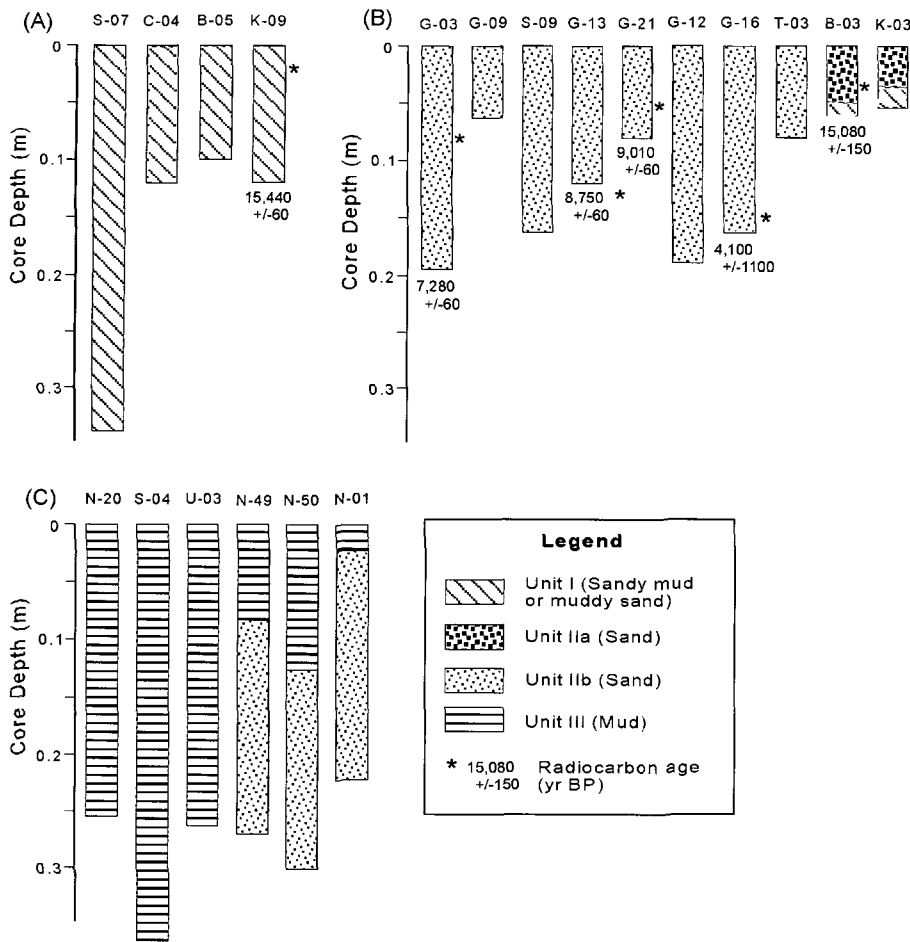 (A)
S-07 C-04 B-05 K-09
Core Depth (m)
0
0.1
0.2
0.3
*
15,440
+/-60
(B)
G-03 G-09 S-09 G-13 G-21 G-12 G-16 T-03 B-03 K-03
Core Depth (m)
0
0.1
0.2
0.3
*
7,280
+/-60
8,750
+/-60
*
*
9,010
+/-60
*
4,100
+/-1100
*
15,080
+/-150
(C)
N-20 S-04 U-03 N-49 N-50 N-01
Core Depth (m)
0
0.1
0.2
0.3
Legend
Unit I (Sandy mud
or muddy sand)
Unit IIa (Sand)
Unit IIb (Sand)
Unit III (Mud)
* 15,080 Radiocarbon age
+/-150 (yr BP)